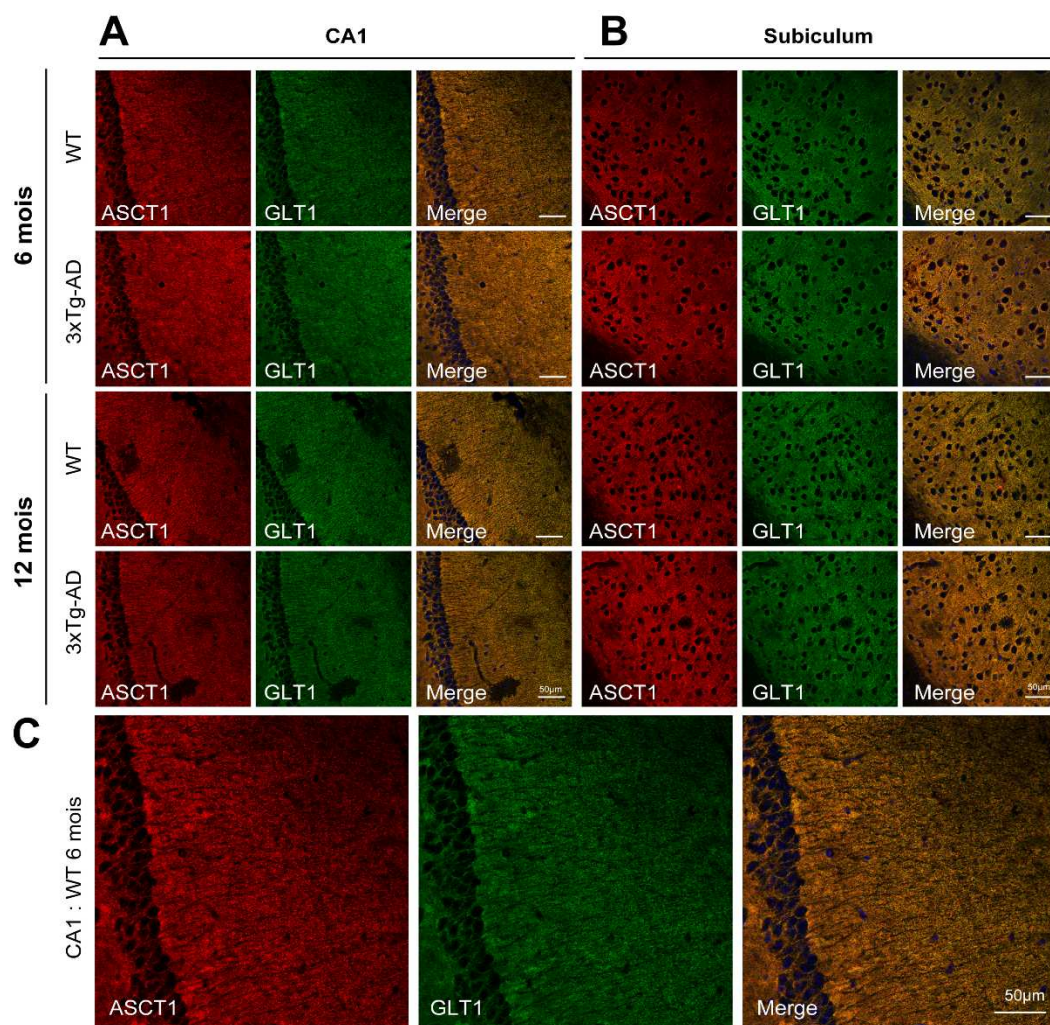 A
CA1
B
Subiculum
6 mois
WT
ASCT1
GLT1
Merge
ASCT1
GLT1
Merge
3xTg-AD
ASCT1
GLT1
Merge
ASCT1
GLT1
Merge
12 mois
WT
ASCT1
GLT1
Merge
ASCT1
GLT1
Merge
3xTg-AD
ASCT1
GLT1
Merge
50µm
ASCT1
GLT1
Merge
50µm
C
CA1 : WT 6 mois
ASCT1
GLT1
Merge
50µm